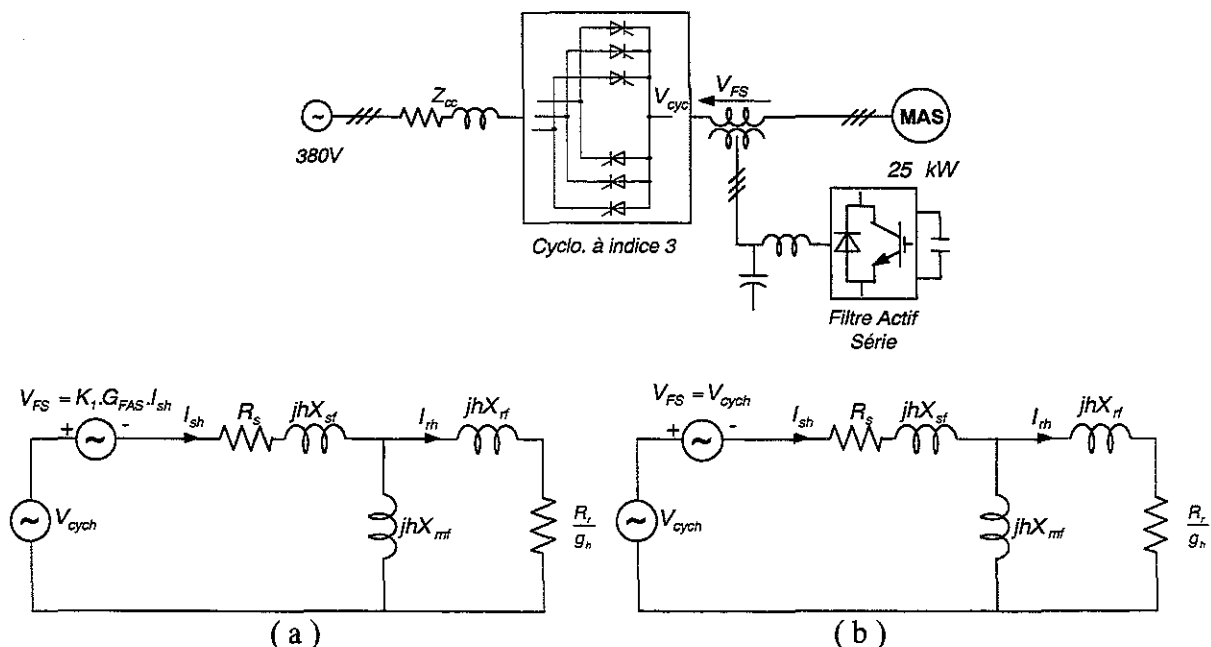 Z_cc
380V
V_cyc
V_FS
MAS
25 kW
Cyclo. à indice 3
Filtre Actif
Série
V_FS = K_1.G_FAS.I_sh
+
-
I_sh
R_s
jhX_sf
I_rh
jhX_rf
V_cych
jhX_mf
R_r
g_h
( a )
V_FS = V_cych
+
-
I_sh
R_s
jhX_sf
I_rh
jhX_rf
V_cych
jhX_mf
R_r
g_h
( b )